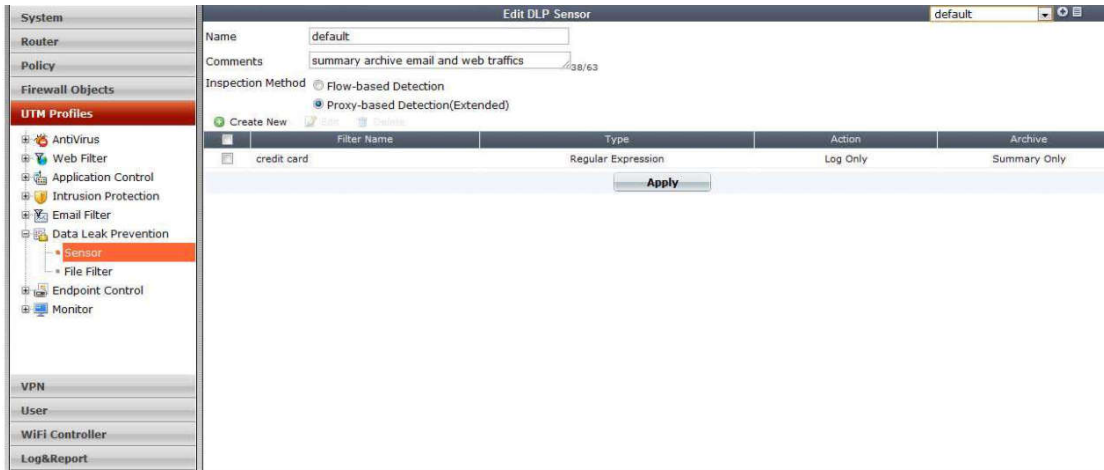 System
Router
Policy
Firewall Objects
UTM Profiles
AntiVirus
Web Filter
Application Control
Intrusion Protection
Email Filter
Data Leak Prevention
Sensor
File Filter
Endpoint Control
Monitor
VPN
User
WiFi Controller
Log&Report
Edit DLP Sensor
default
Name default
Comments summary archive email and web traffics 38/63
Inspection Method Flow-based Detection
Proxy-based Detection(Extended)
Create New Edit Delete
Filter Name Type Action Archive
credit card Regular Expression Log Only Summary Only
Apply